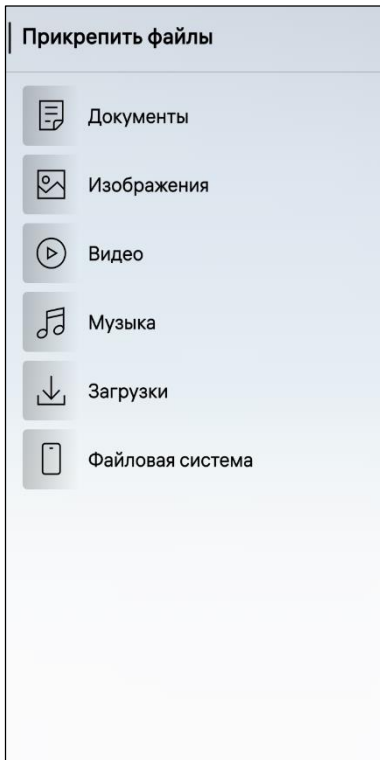 Прикрепить файлы
Документы
Изображения
Видео
Музыка
Загрузки
Файловая система